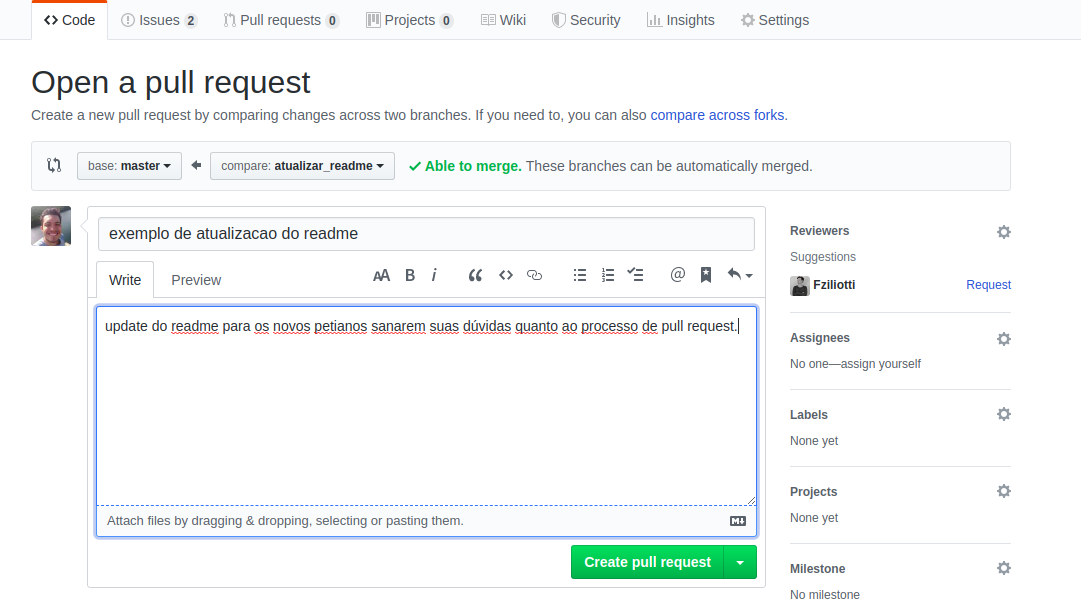 Code Issues 2 Pull requests 0 Projects 0 Wiki Security Insights Settings
Open a pull request
Create a new pull request by comparing changes across two branches. If you need to, you can also compare across forks.
base: master compare: atualizar_readme Able to merge. These branches can be automatically merged.
exemplo de atualizacao do readme
Write Preview AA B i @
update do readme para os novos petianos sanarem suas dúvidas quanto ao processo de pull request.
Attach files by dragging & dropping, selecting or pasting them.
Create pull request
Reviewers
Suggestions
Fziliotti Request
Assignees
No one—assign yourself
Labels
None yet
Projects
None yet
Milestone
No milestone